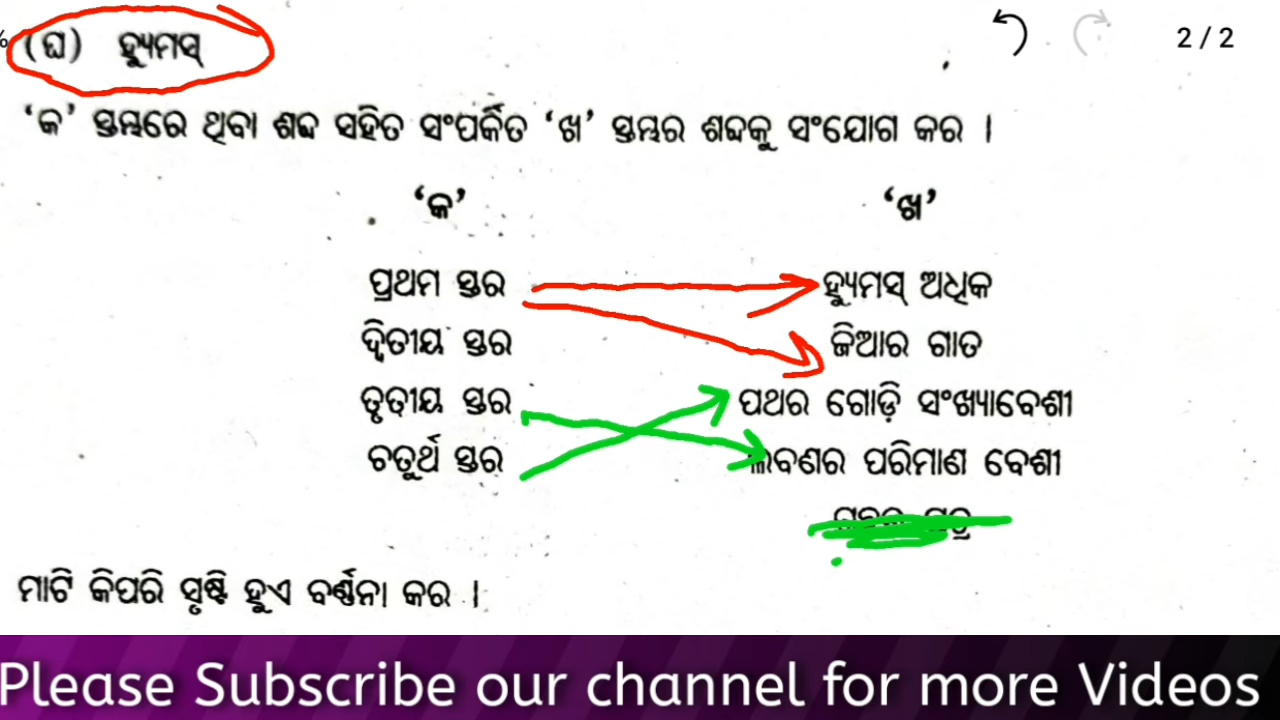 (ଘ) ହ୍ୟୁମସ୍
2 / 2
‘କ’ ସ୍ତମ୍ଭରେ ଥିବା ଶବ୍ଦ ସହିତ ସଂପର୍କିତ ‘ଖ’ ସ୍ତମ୍ଭର ଶବ୍ଦକୁ ସଂଯୋଗ କର ।
‘କ’ ‘ଖ’
ପ୍ରଥମ ସ୍ତର ହ୍ୟୁମସ୍ ଅଧିକ
ଦ୍ୱିତୀୟ ସ୍ତର ଜିଆର ଗାତ
ତୃତୀୟ ସ୍ତର ପଥର ଗୋଡ଼ି ସଂଖ୍ୟାବେଶୀ
ଚତୁର୍ଥ ସ୍ତର ଲବଣର ପରିମାଣ ବେଶୀ
ମାଟି କିପରି ସୃଷ୍ଟି ହୁଏ ବର୍ଣ୍ଣନା କର ।
Please Subscribe our channel for more Videos